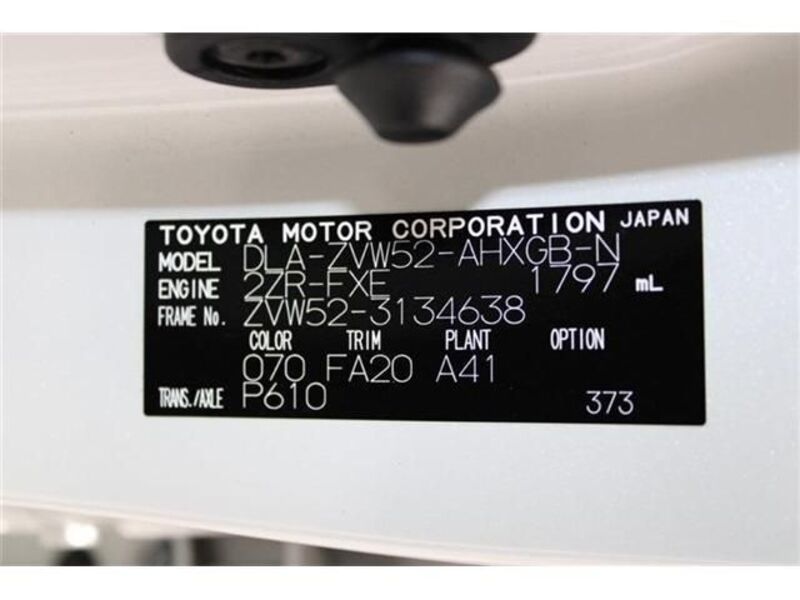 TOYOTA MOTOR CORPORATION JAPAN
MODEL DLA-ZVW52-AHXGB-N
ENGINE 2ZR-FXE 1797 mL
FRAME No. ZVW52-3134638
COLOR TRIM PLANT OPTION
070 FA20 A41
TRANS./AXLE P610 373